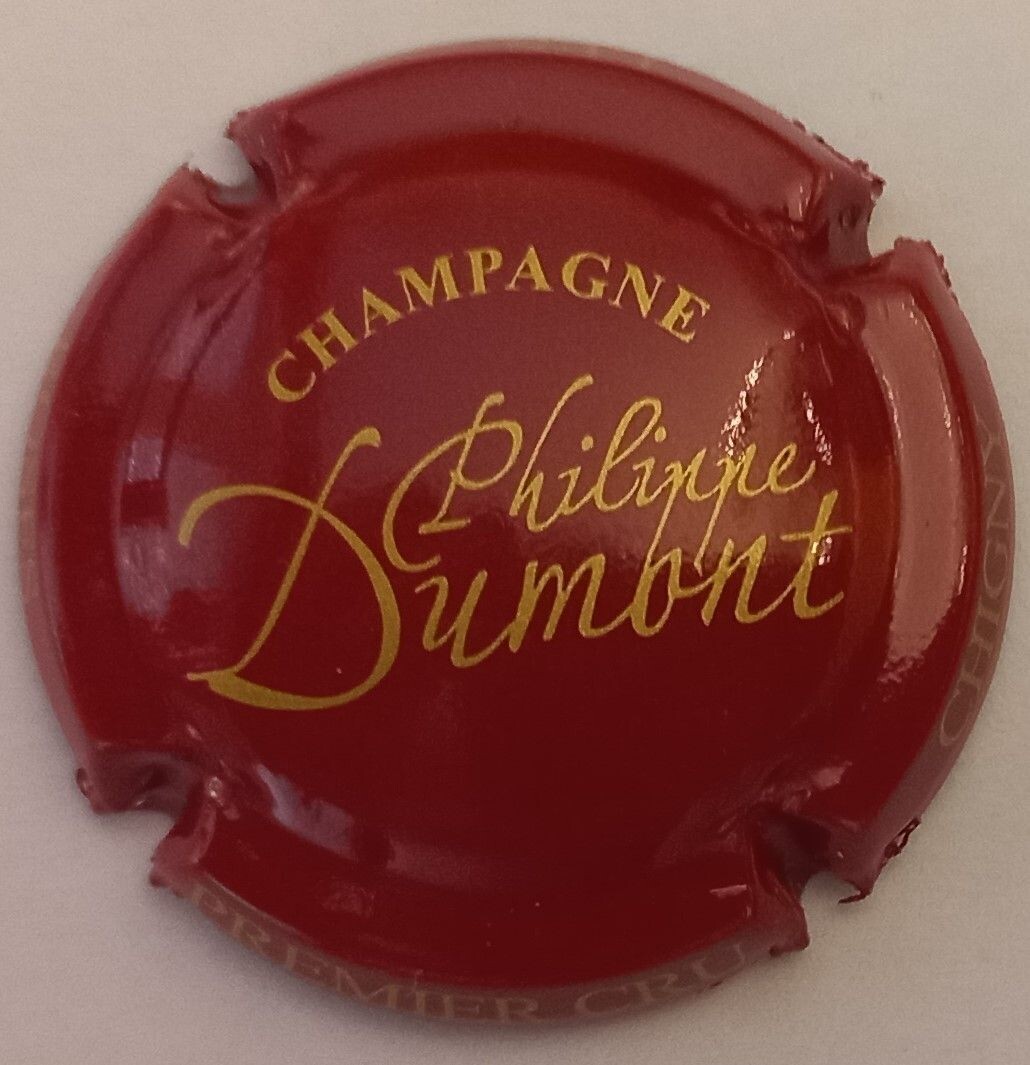 CHAMPAGNE
Philippe
Dumont
CHIGNY
PREMIER CRU